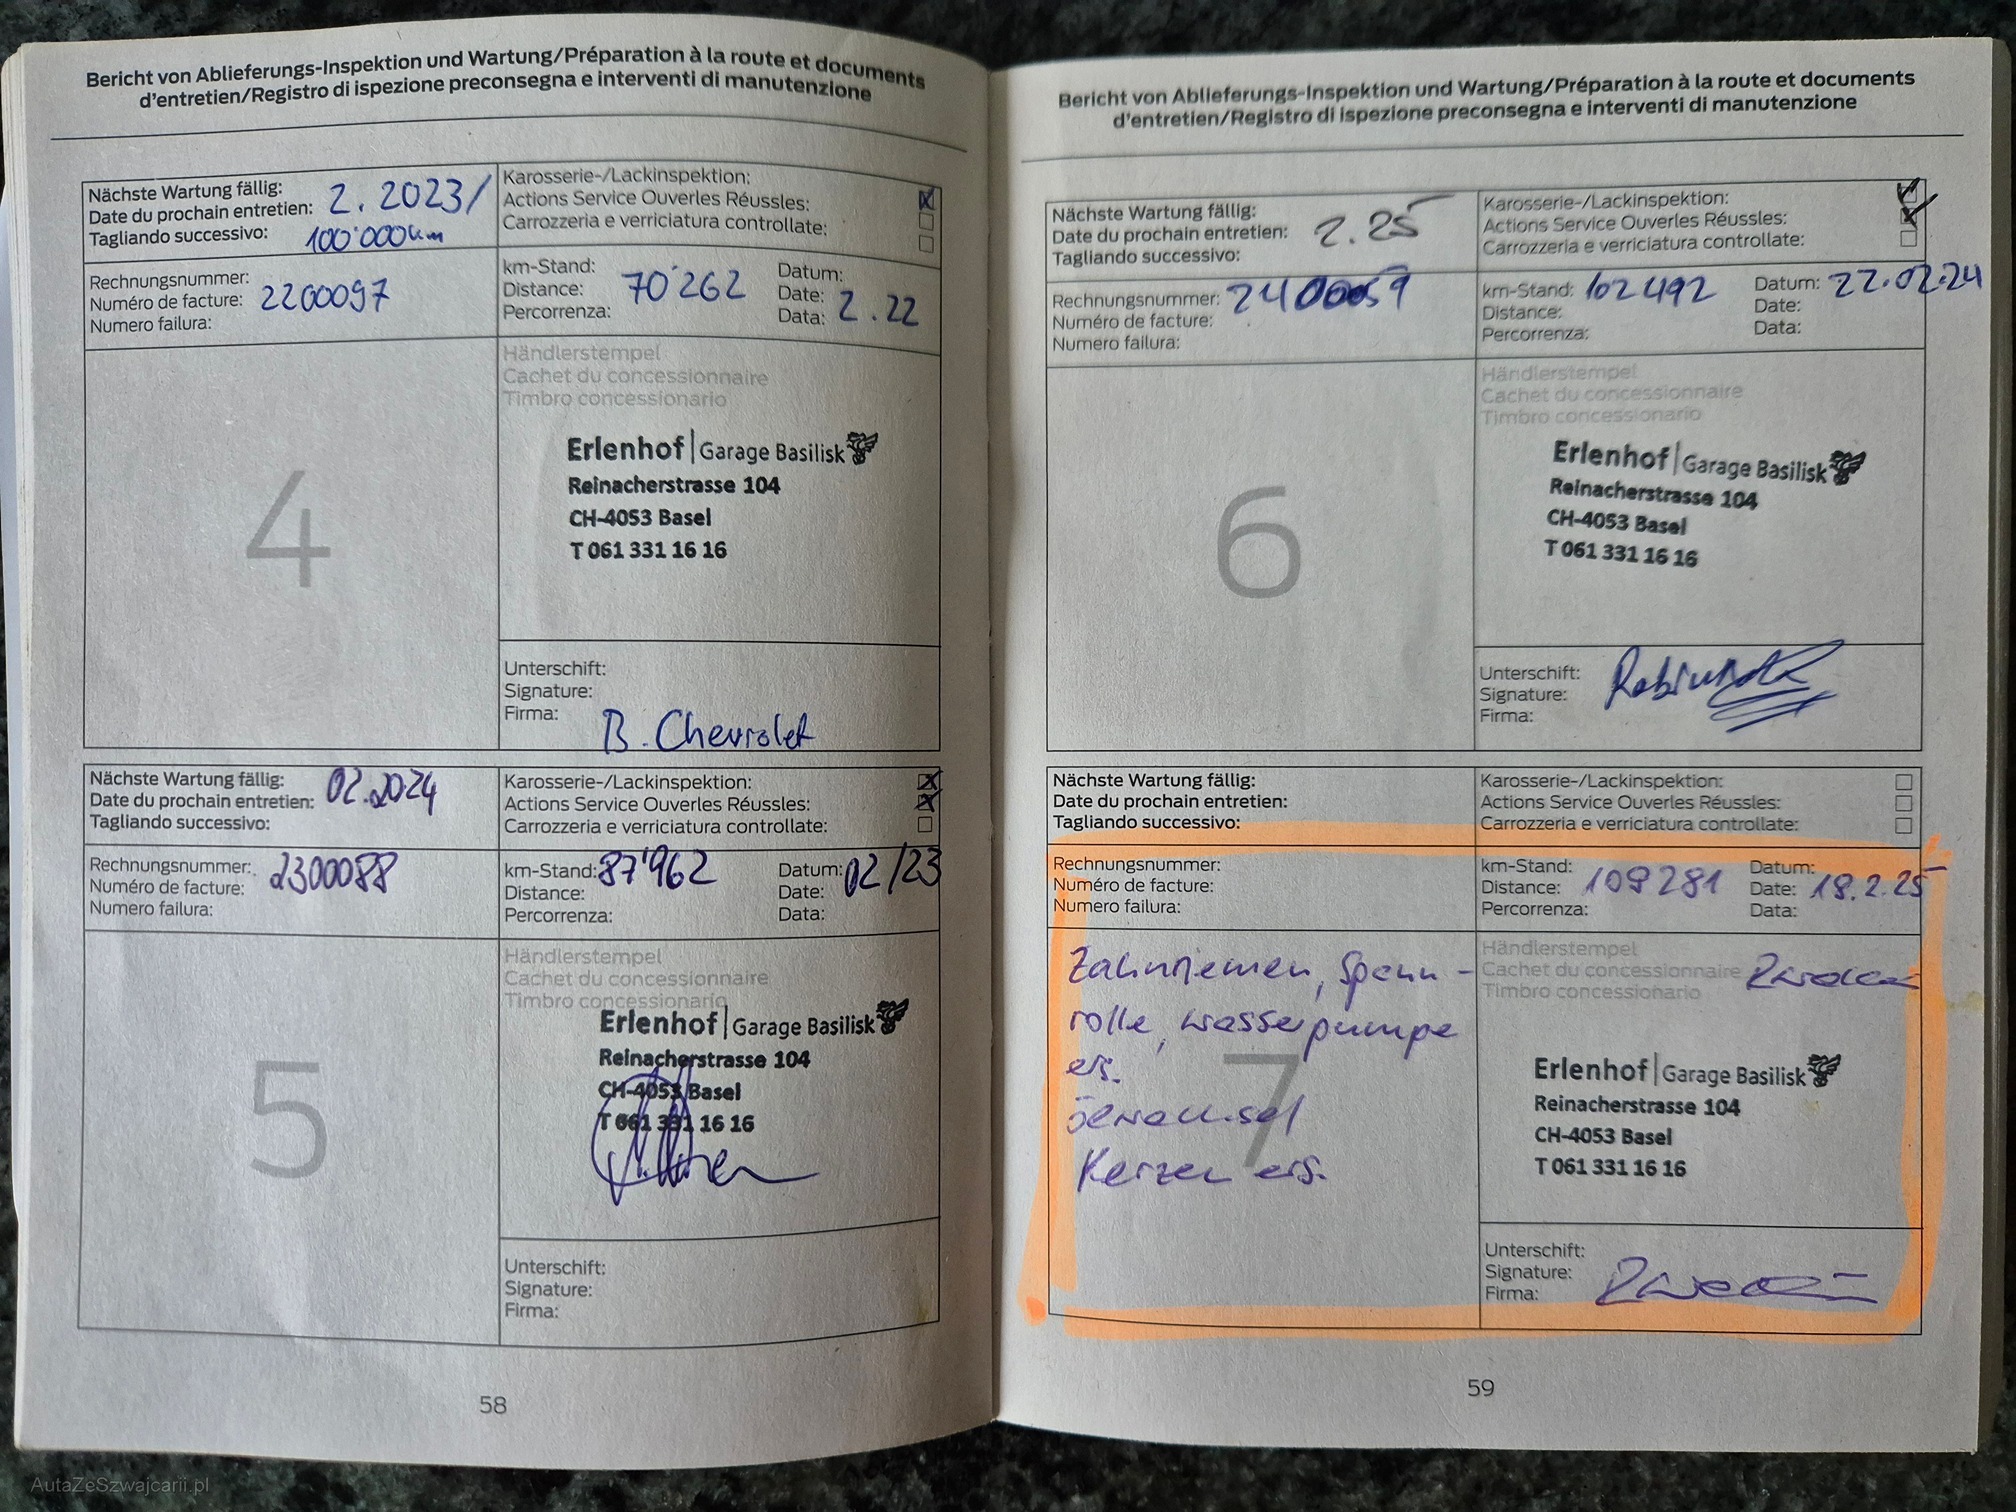 Bericht von Ablieferungs-Inspektion und Wartung/Préparation à la route et documents
d'entretien/Registro di ispezione preconsegna e interventi di manutenzione
Nächste Wartung fällig:
Date du prochain entretien: 2. 2023/
Tagliando successivo: 100'000km
Karosserie-/Lackinspektion:
Actions Service Ouverles Réussles:
Carrozzeria e verriciatura controllate:
Rechnungsnummer:
Numéro de facture: 2200097
Numero failura:
km-Stand:
Distance: 70'262
Percorrenza:
Datum:
Date:
Data: 2.22
4
Händlerstempel
Cachet du concessionnaire
Timbro concessionario
Erlenhof | Garage Basilisk
Reinacherstrasse 104
CH-4053 Basel
T 061 331 16 16
Unterschift:
Signature:
Firma: B. Chevrolet
Nächste Wartung fällig:
Date du prochain entretien: 02.2024
Tagliando successivo:
Karosserie-/Lackinspektion:
Actions Service Ouverles Réussles:
Carrozzeria e verriciatura controllate:
Rechnungsnummer:
Numéro de facture: 2300088
Numero failura:
km-Stand: 87'962
Distance:
Percorrenza:
Datum: 02/23
Date:
Data:
5
Händlerstempel
Cachet du concessionnaire
Timbro concessionario
Erlenhof | Garage Basilisk
Reinacherstrasse 104
CH-4053 Basel
T 061 331 16 16
Unterschift:
Signature:
Firma:
58
Bericht von Ablieferungs-Inspektion und Wartung/Préparation à la route et documents
d'entretien/Registro di ispezione preconsegna e interventi di manutenzione
Nächste Wartung fällig:
Date du prochain entretien: 2.25
Tagliando successivo:
Karosserie-/Lackinspektion:
Actions Service Ouverles Réussles:
Carrozzeria e verriciatura controllate:
Rechnungsnummer:
Numéro de facture:
Numero failura:
km-Stand: 102492
Distance:
Percorrenza:
Datum: 22.02.24
Date:
Data:
6
Händlerstempel
Cachet du concessionnaire
Timbro concessionario
Erlenhof | Garage Basilisk
Reinacherstrasse 104
CH-4053 Basel
T 061 331 16 16
Unterschift:
Signature:
Firma:
Nächste Wartung fällig:
Date du prochain entretien:
Tagliando successivo:
Karosserie-/Lackinspektion:
Actions Service Ouverles Réussles:
Carrozzeria e verriciatura controllate:
Rechnungsnummer:
Numéro de facture:
Numero failura:
km-Stand:
Distance: 109281
Percorrenza:
Datum:
Date: 18.2.25
Data:
7
Zahnriemen, Spann-
rolle, wasserpumpe
ers.
ölwechsel
Kerzen ers.
Händlerstempel
Cachet du concessionnaire
Timbro concessionario
Erlenhof | Garage Basilisk
Reinacherstrasse 104
CH-4053 Basel
T 061 331 16 16
Unterschift:
Signature:
Firma:
59
AutaZeSzwajcarii.pl